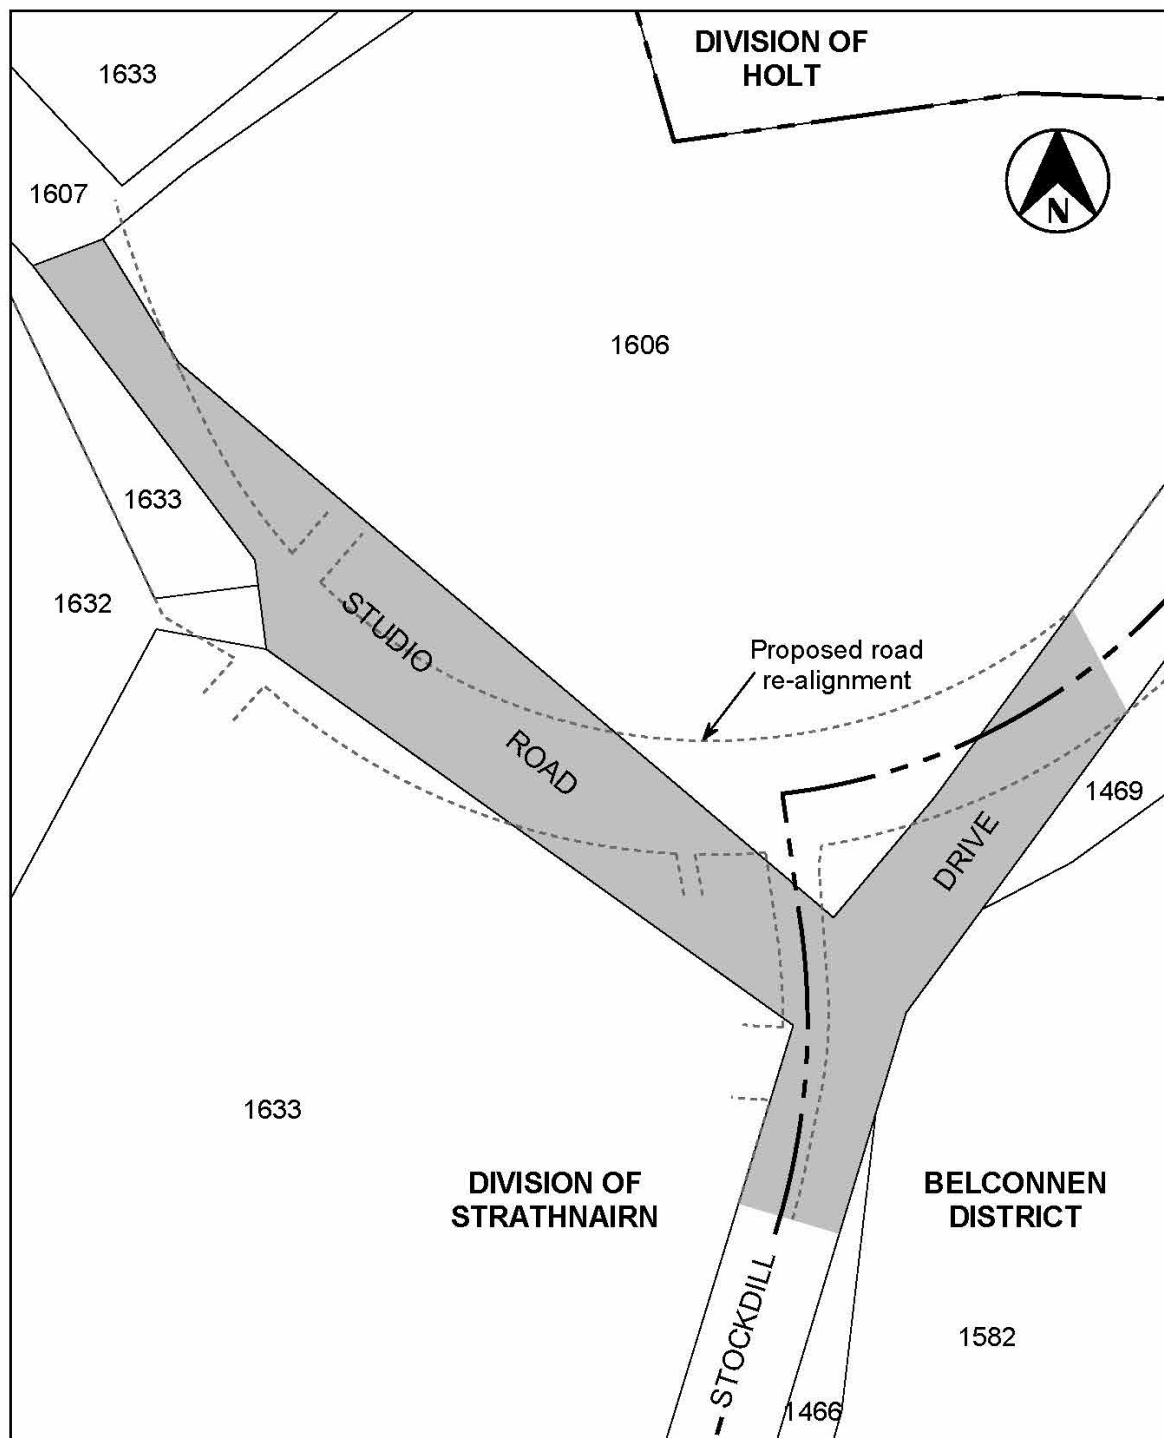 DIVISION OF
HOLT
1633
1607
N
1606
1633
1632
STUDIO
ROAD
Proposed road
re-alignment
1469
DRIVE
1633
DIVISION OF
STRATHNAIRN
BELCONNEN
DISTRICT
STOCKDILL
1582
1466